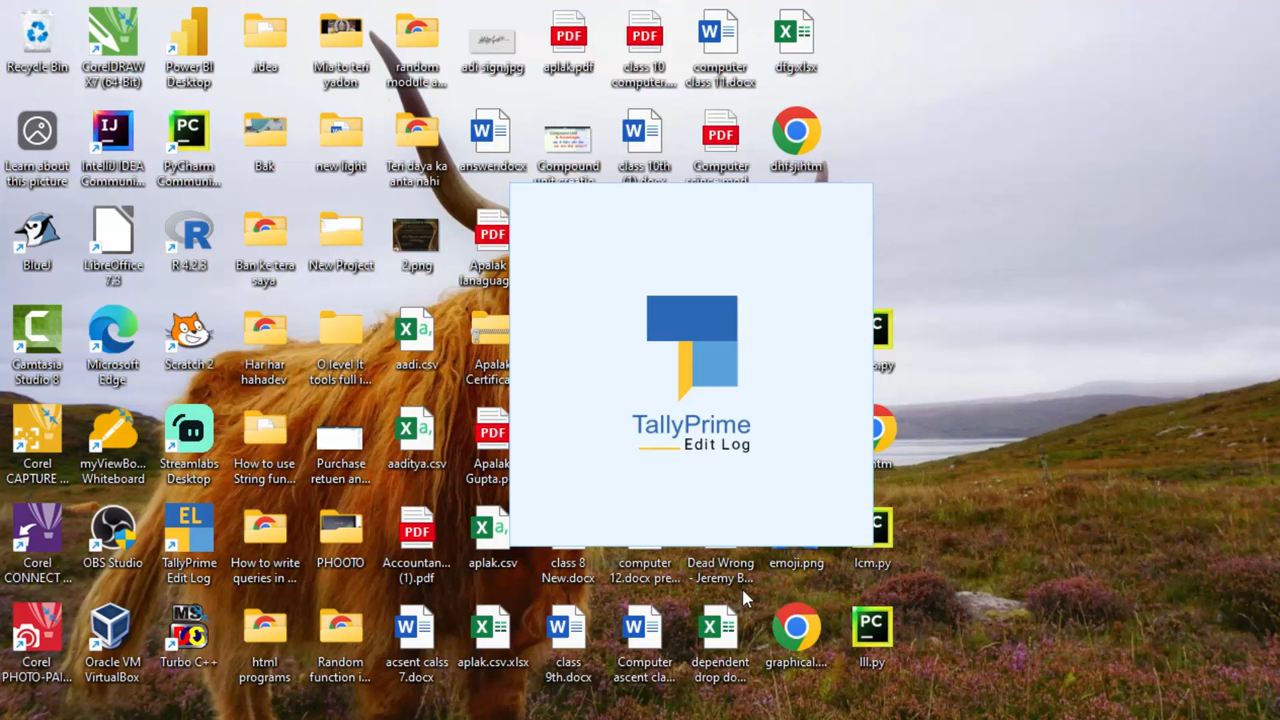 Recycle Bin
CorelDRAW
X7 (64-Bit)
Power BI
Desktop
.idea
Mia to teri
yadon
random
module a...
adi sign.jpg
aplak.pdf
class 10
computer...
computer
class 11.docx
dfg.xlsx
Learn about
this picture
IntelliJ IDEA
Communi...
PyCharm
Communi...
Bak
new light
Teri daya ka
anta nahi
answer.docx
Compound
unit creatio...
class 10th
(1).docx
Computer
dhfsj.html
BlueJ
LibreOffice
7.3
R 4.2.3
Ban ke tera
saya
New Project
2.png
Apalak
lanaguag
Camtasia
Studio 8
Microsoft
Edge
Scratch 2
Har har
hahadev
O level It
tools full i...
aadi.csv
Apalak
Certifica
s.py
Corel
CAPTURE ...
myViewBo...
Whiteboard
Streamlabs
Desktop
How to use
String fun...
Purchase
retuen an...
aaditya.csv
Apalak
Gupta.p
tm
Corel
CONNECT ...
OBS Studio
EL
TallyPrime
Edit Log
How to write
queries in ...
PHOOTO
Accountan...
(1).pdf
aplak.csv
class 8
New.docx
computer
12.docx pre...
Dead Wrong
- Jeremy B...
emoji.png
lcm.py
Corel
PHOTO-PAI...
Oracle VM
VirtualBox
Turbo C++
html
programs
Random
function i...
acsent calss
7.docx
aplak.csv.xlsx
class
9th.docx
Computer
ascent cla...
dependent
drop do...
graphical....
lll.py
TallyPrime
Edit Log